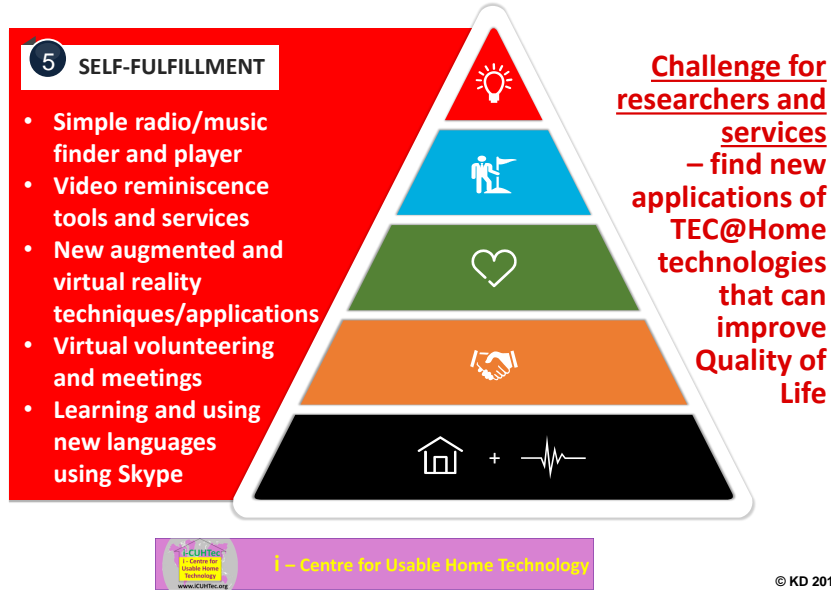 5 SELF-FULFILLMENT
• Simple radio/music
finder and player
• Video reminiscence
tools and services
• New augmented and
virtual reality
techniques/applications
• Virtual volunteering
and meetings
• Learning and using
new languages
using Skype
+
Challenge for
researchers and
services
– find new
applications of
TEC@Home
technologies
that can
improve
Quality of
Life
i-CUHTec
i - Centre for
Usable Home
Technology
www.iCUHTec.org
i – Centre for Usable Home Technology
© KD 201